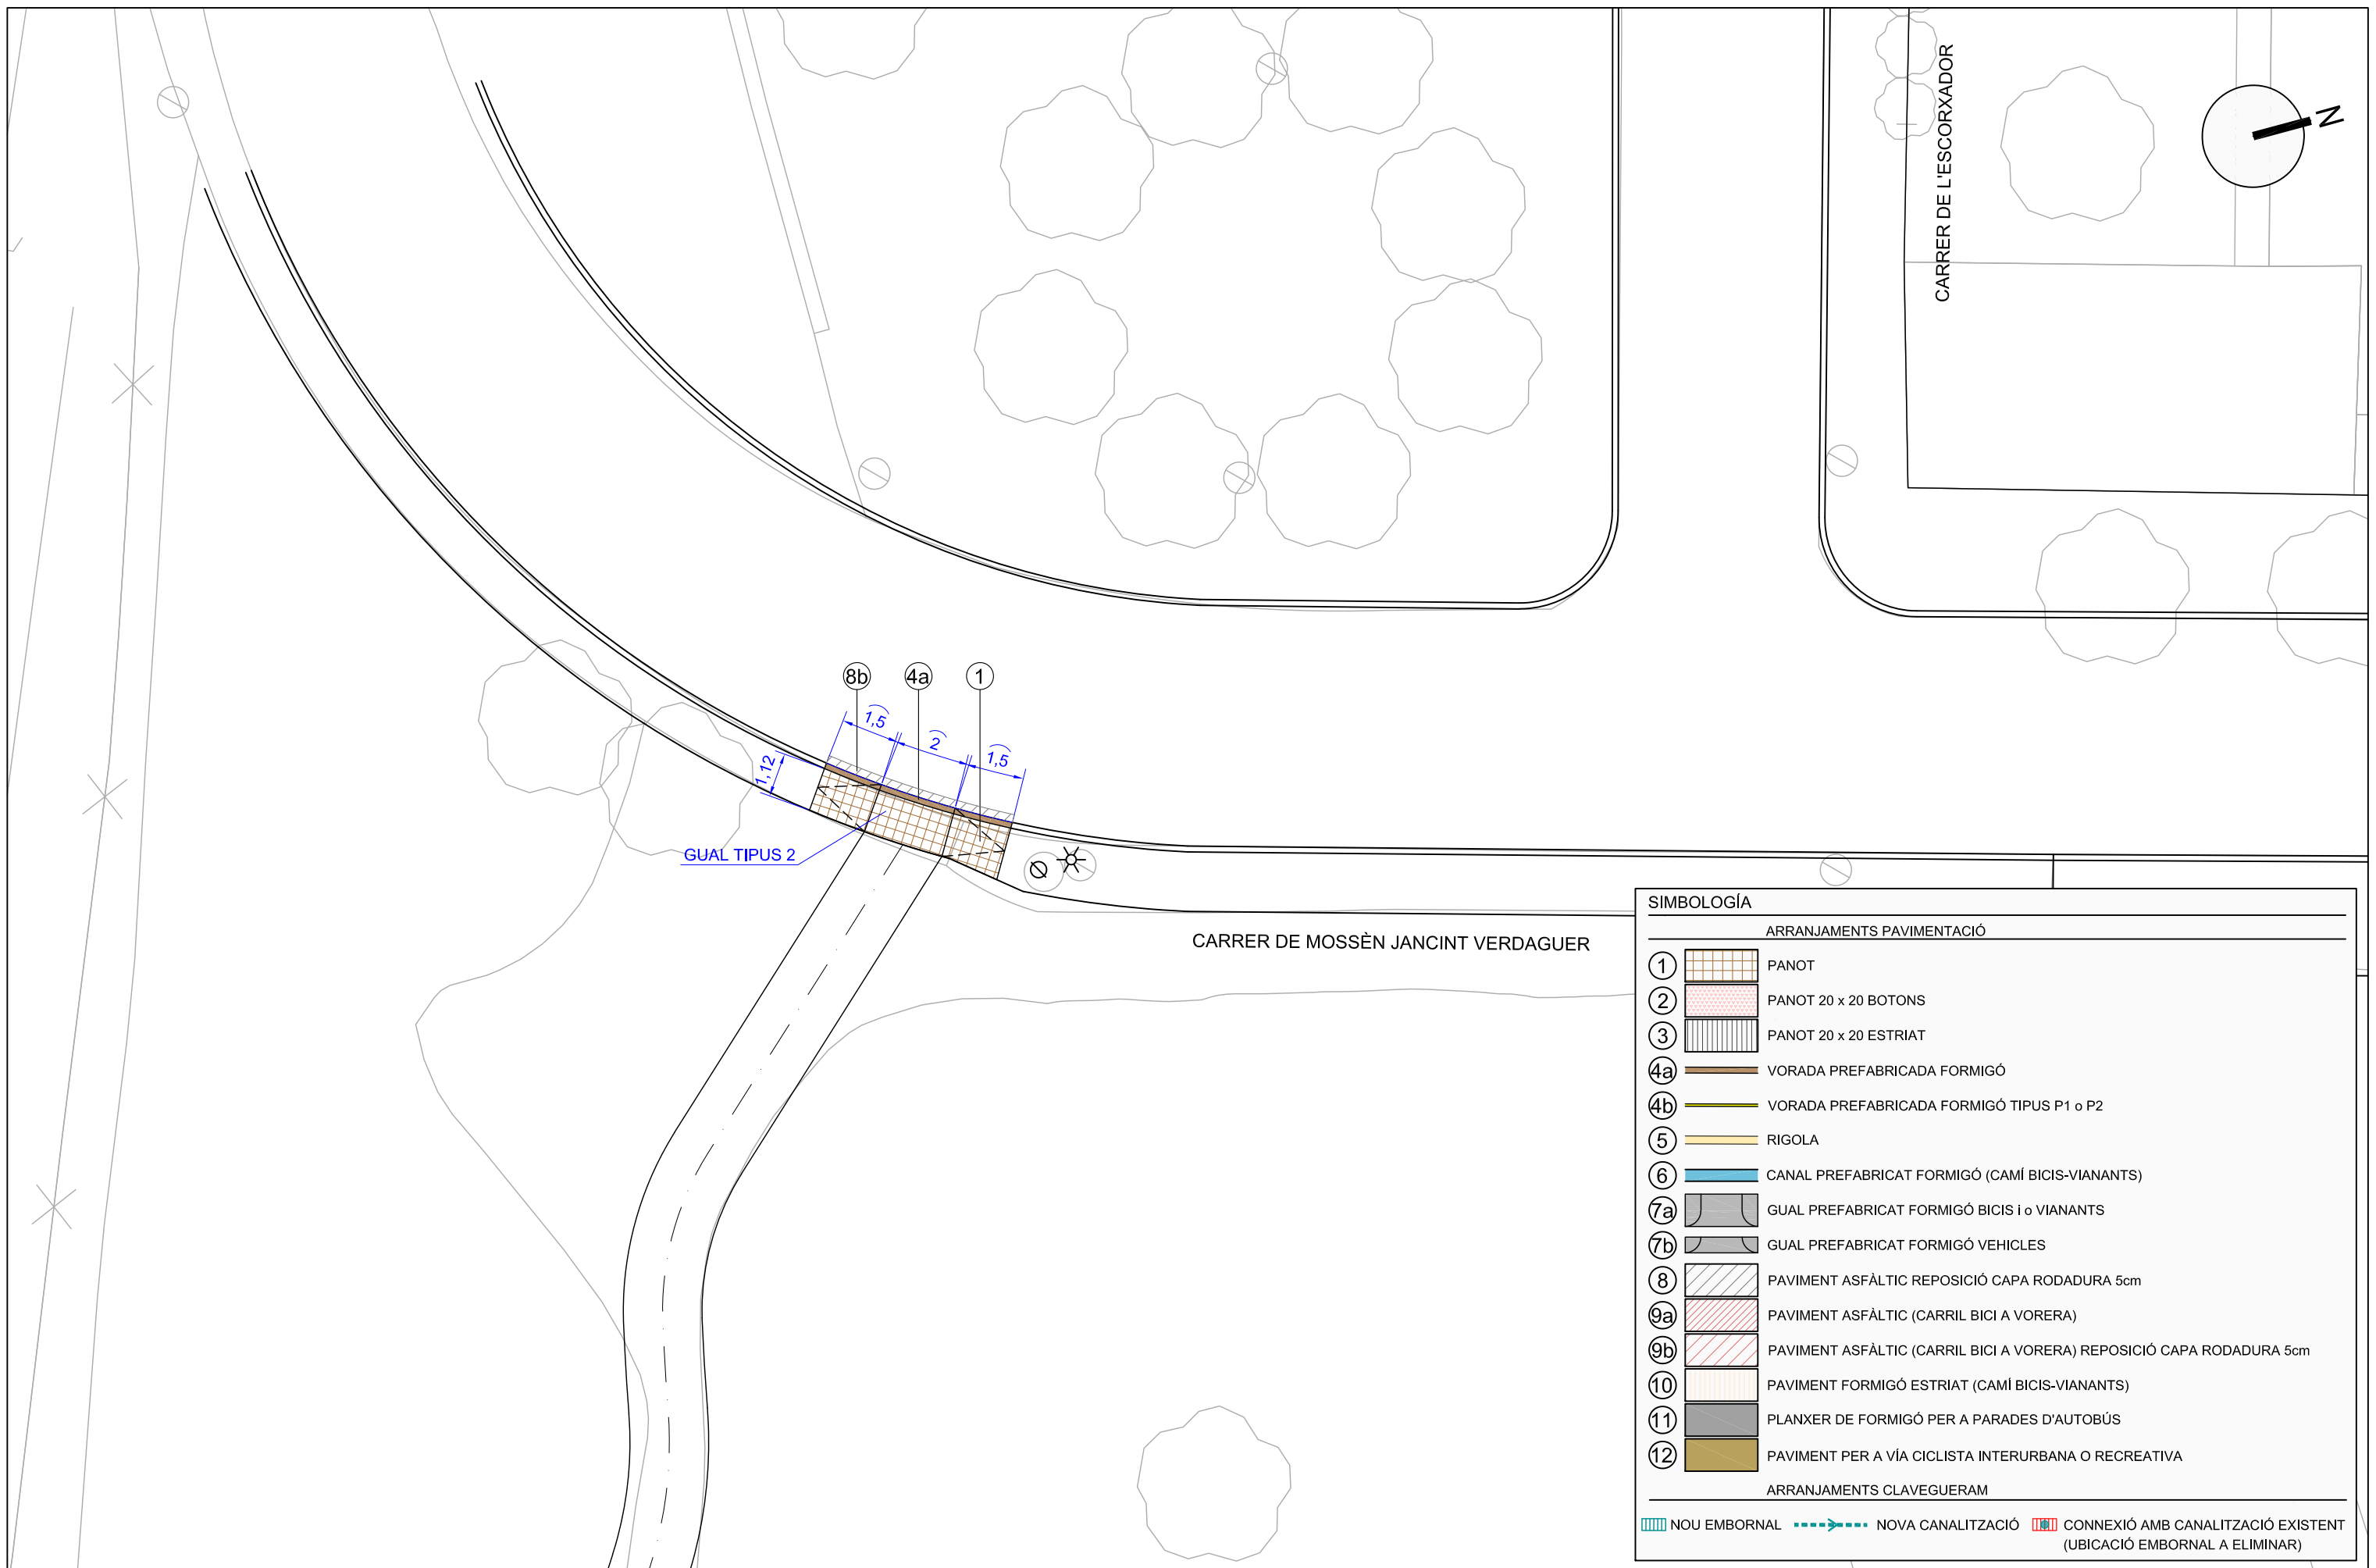 CARRER DE L'ESCORXADOR
N
8b 4a 1
1,5 2 1,5
1,12
GUAL TIPUS 2
CARRER DE MOSSÈN JANCINT VERDAGUER
SIMBOLOGÍA
ARRANJAMENTS PAVIMENTACIÓ
1 PANOT
2 PANOT 20 x 20 BOTONS
3 PANOT 20 x 20 ESTRIAT
4a VORADA PREFABRICADA FORMIGÓ
4b VORADA PREFABRICADA FORMIGÓ TIPUS P1 o P2
5 RIGOLA
6 CANAL PREFABRICAT FORMIGÓ (CAMÍ BICIS-VIANANTS)
7a GUAL PREFABRICAT FORMIGÓ BICIS i o VIANANTS
7b GUAL PREFABRICAT FORMIGÓ VEHICLES
8 PAVIMENT ASFÀLTIC REPOSICIÓ CAPA RODADURA 5cm
9a PAVIMENT ASFÀLTIC (CARRIL BICI A VORERA)
9b PAVIMENT ASFÀLTIC (CARRIL BICI A VORERA) REPOSICIÓ CAPA RODADURA 5cm
10 PAVIMENT FORMIGÓ ESTRIAT (CAMÍ BICIS-VIANANTS)
11 PLANXER DE FORMIGÓ PER A PARADES D'AUTOBÚS
12 PAVIMENT PER A VÍA CICLISTA INTERURBANA O RECREATIVA
ARRANJAMENTS CLAVEGUERAM
NOU EMBORNAL NOVA CANALITZACIÓ CONNEXIÓ AMB CANALITZACIÓ EXISTENT
(UBICACIÓ EMBORNAL A ELIMINAR)